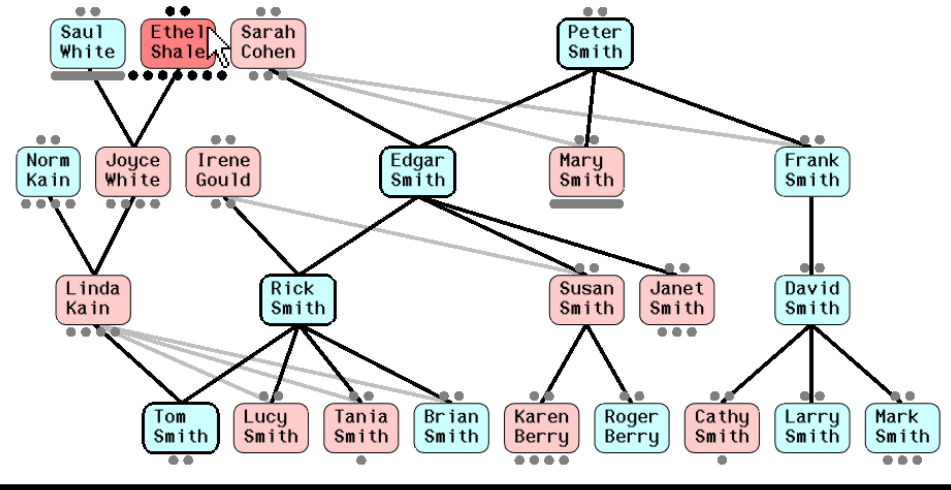 Saul
White
Ethel
Shale
Sarah
Cohen
Peter
Smith
Norm
Kain
Joyce
White
Irene
Gould
Edgar
Smith
Mary
Smith
Frank
Smith
Linda
Kain
Rick
Smith
Susan
Smith
Janet
Smith
David
Smith
Tom
Smith
Lucy
Smith
Tania
Smith
Brian
Smith
Karen
Berry
Roger
Berry
Cathy
Smith
Larry
Smith
Mark
Smith